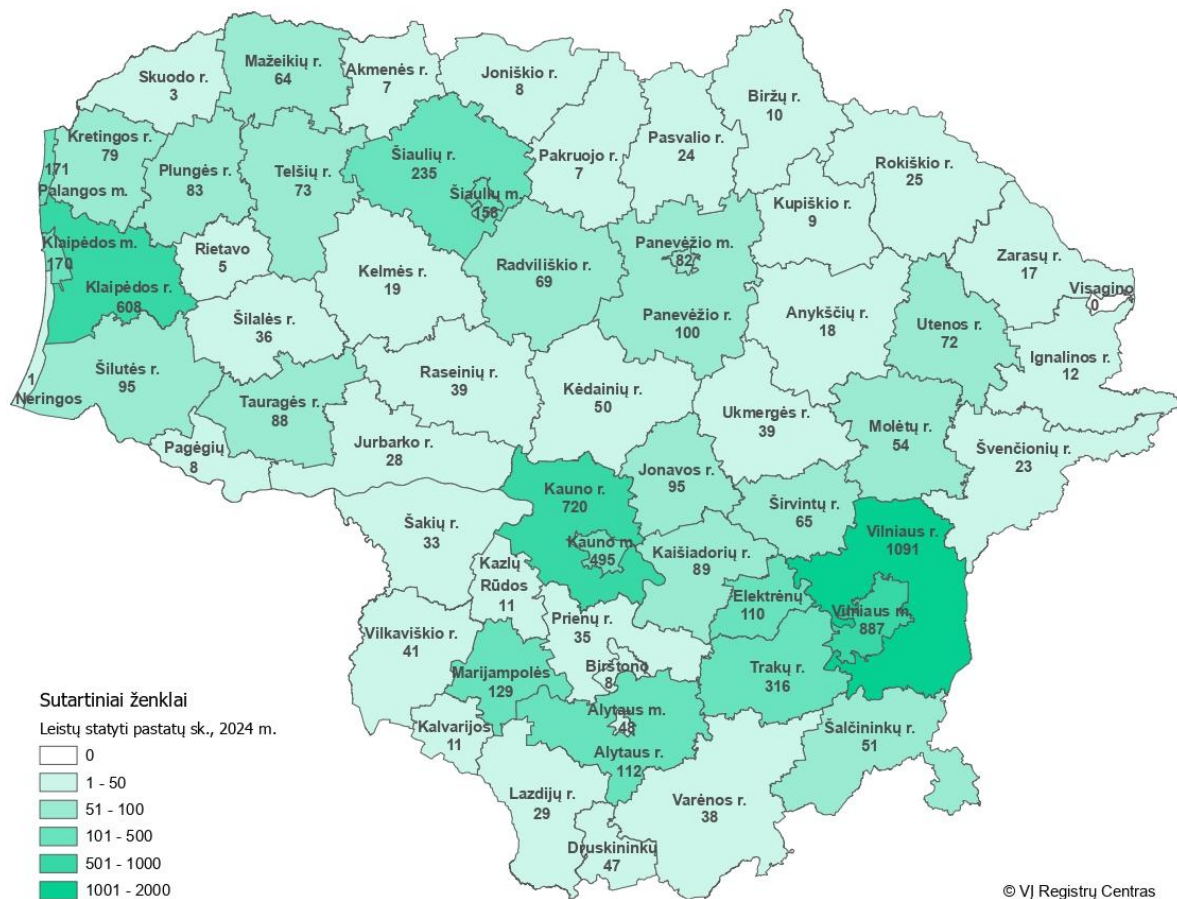 Skuodo r.
3
Mažeikių r.
64
Akmenės r.
7
Joniškio r.
8
Biržų r.
10
Pasvalio r.
24
Pakruojo r.
7
Rokiškio r.
25
Kretingos r.
79
171
Palangos m.
Plungės r.
83
Telšių r.
73
Šiaulių r.
235
Šiaulių m.
158
Kupiškio r.
9
Klaipėdos m.
170
Klaipėdos r.
608
Rietavo
5
Kelmės r.
19
Radviliškio r.
69
Panevėžio m.
82
Panevėžio r.
100
Zarasų r.
17
Visagino
0
Anykščių r.
18
Utenos r.
72
Ignalinos r.
12
Šilalės r.
36
1
Neringos
Šilutės r.
95
Tauragės r.
88
Raseinių r.
39
Kėdainių r.
50
Ukmergės r.
39
Molėtų r.
54
Švenčionių r.
23
Pagėgių
8
Jurbarko r.
28
Kauno r.
720
Jonavos r.
95
Širvintų r.
65
Vilniaus r.
1091
Šakių r.
33
Kauno m.
495
Kaišiadorių r.
89
Kazlų
Rūdos
11
Elektrėnų
110
Vilniaus m.
887
Prienų r.
35
Vilkaviškio r.
41
Birštono
8
Marijampolės
129
Trakų r.
316
Alytaus m.
48
Alytaus r.
112
Kalvarijos
11
Šalčininkų r.
51
Lazdijų r.
29
Varėnos r.
38
Druskininkų
47
Sutartiniai ženklai
Leistų statyti pastatų sk., 2024 m.
0
1 - 50
51 - 100
101 - 500
501 - 1000
1001 - 2000
© VĮ Registrų Centras